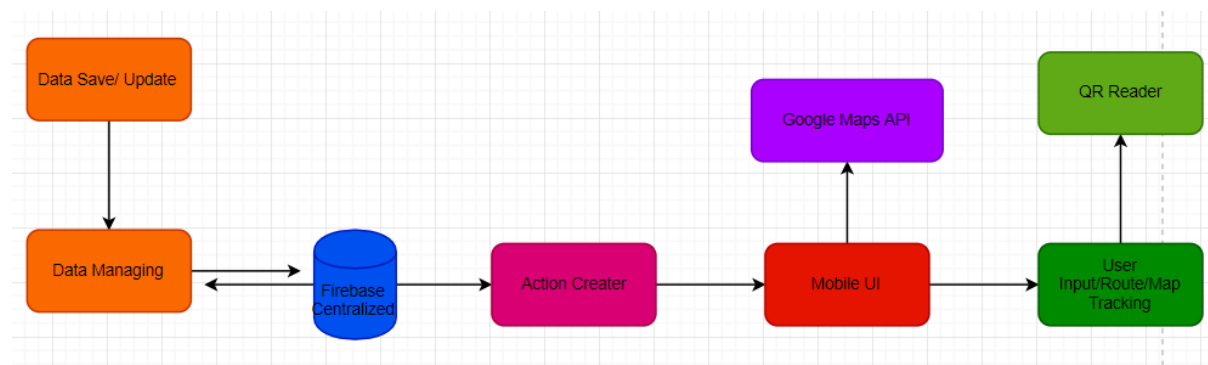 Data Save/ Update
Google Maps API
QR Reader
Data Managing
Firebase
Centralized
Action Creater
Mobile UI
User
Input/Route/Map
Tracking